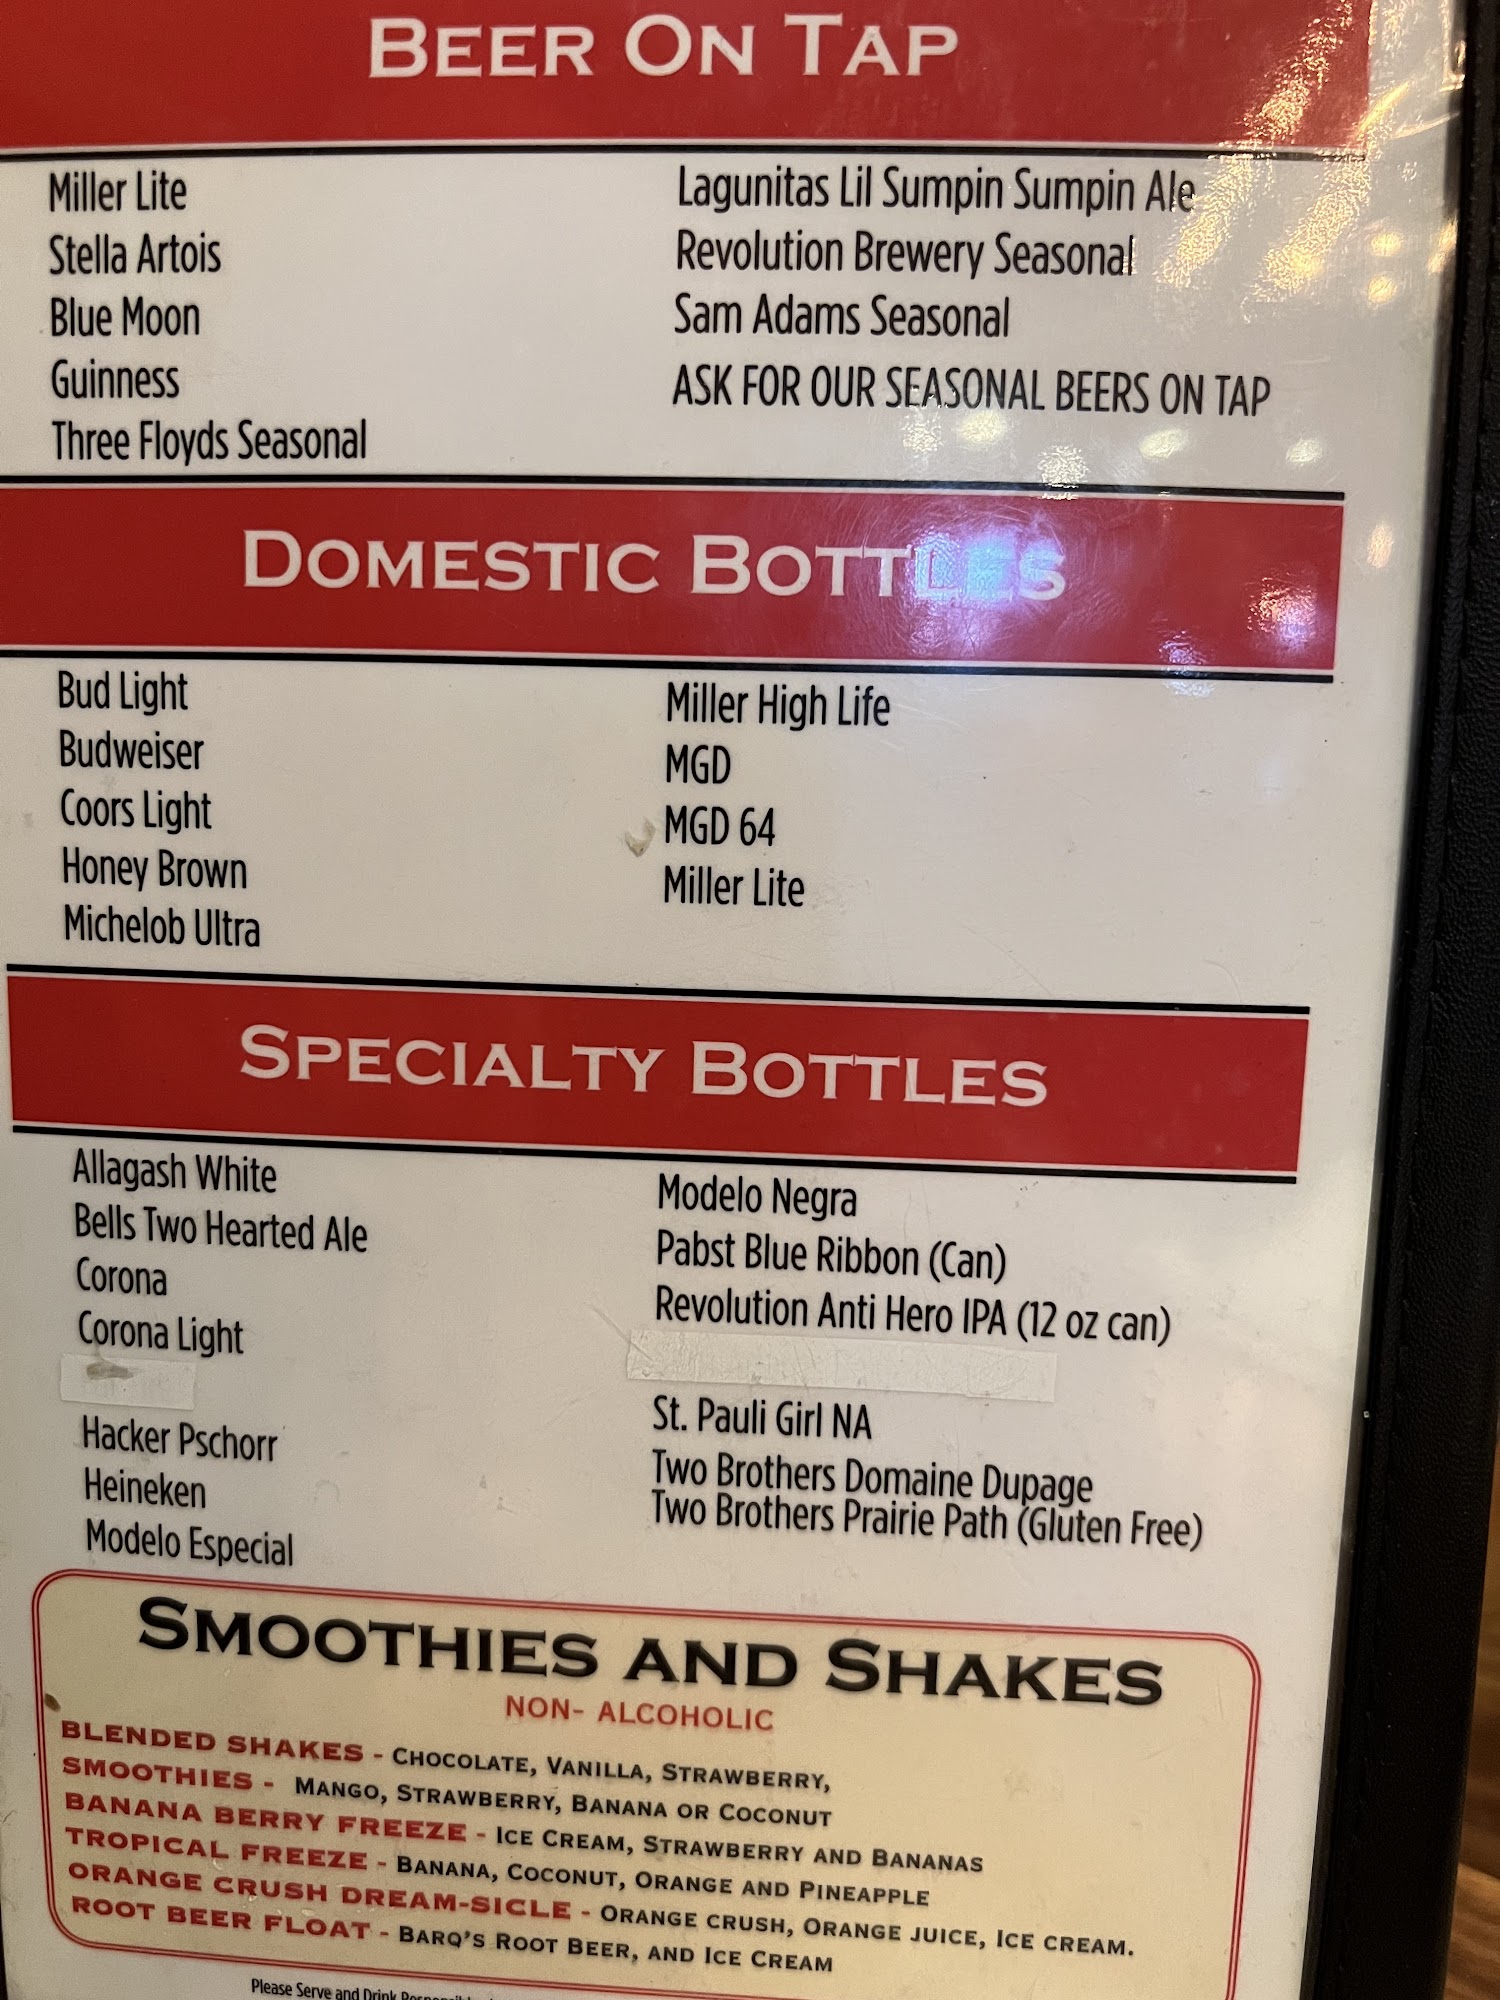 BEER ON TAP
Miller Lite
Stella Artois
Blue Moon
Guinness
Three Floyds Seasonal
Lagunitas Lil Sumpin Sumpin Ale
Revolution Brewery Seasonal
Sam Adams Seasonal
ASK FOR OUR SEASONAL BEERS ON TAP
DOMESTIC BOTTLES
Bud Light
Budweiser
Coors Light
Honey Brown
Michelob Ultra
Miller High Life
MGD
MGD 64
Miller Lite
SPECIALTY BOTTLES
Allagash White
Bells Two Hearted Ale
Corona
Corona Light
Hacker Pschorr
Heineken
Modelo Especial
Modelo Negra
Pabst Blue Ribbon (Can)
Revolution Anti Hero IPA (12 oz can)
St. Pauli Girl NA
Two Brothers Domaine Dupage
Two Brothers Prairie Path (Gluten Free)
SMOOTHIES AND SHAKES
NON- ALCOHOLIC
BLENDED SHAKES - CHOCOLATE, VANILLA, STRAWBERRY,
SMOOTHIES - MANGO, STRAWBERRY, BANANA OR COCONUT
BANANA BERRY FREEZE - ICE CREAM, STRAWBERRY AND BANANAS
TROPICAL FREEZE - BANANA, COCONUT, ORANGE AND PINEAPPLE
ORANGE CRUSH DREAM-SICLE - ORANGE CRUSH, ORANGE JUICE, ICE CREAM.
ROOT BEER FLOAT - BARQ'S ROOT BEER, AND ICE CREAM
Please Serve and Drink